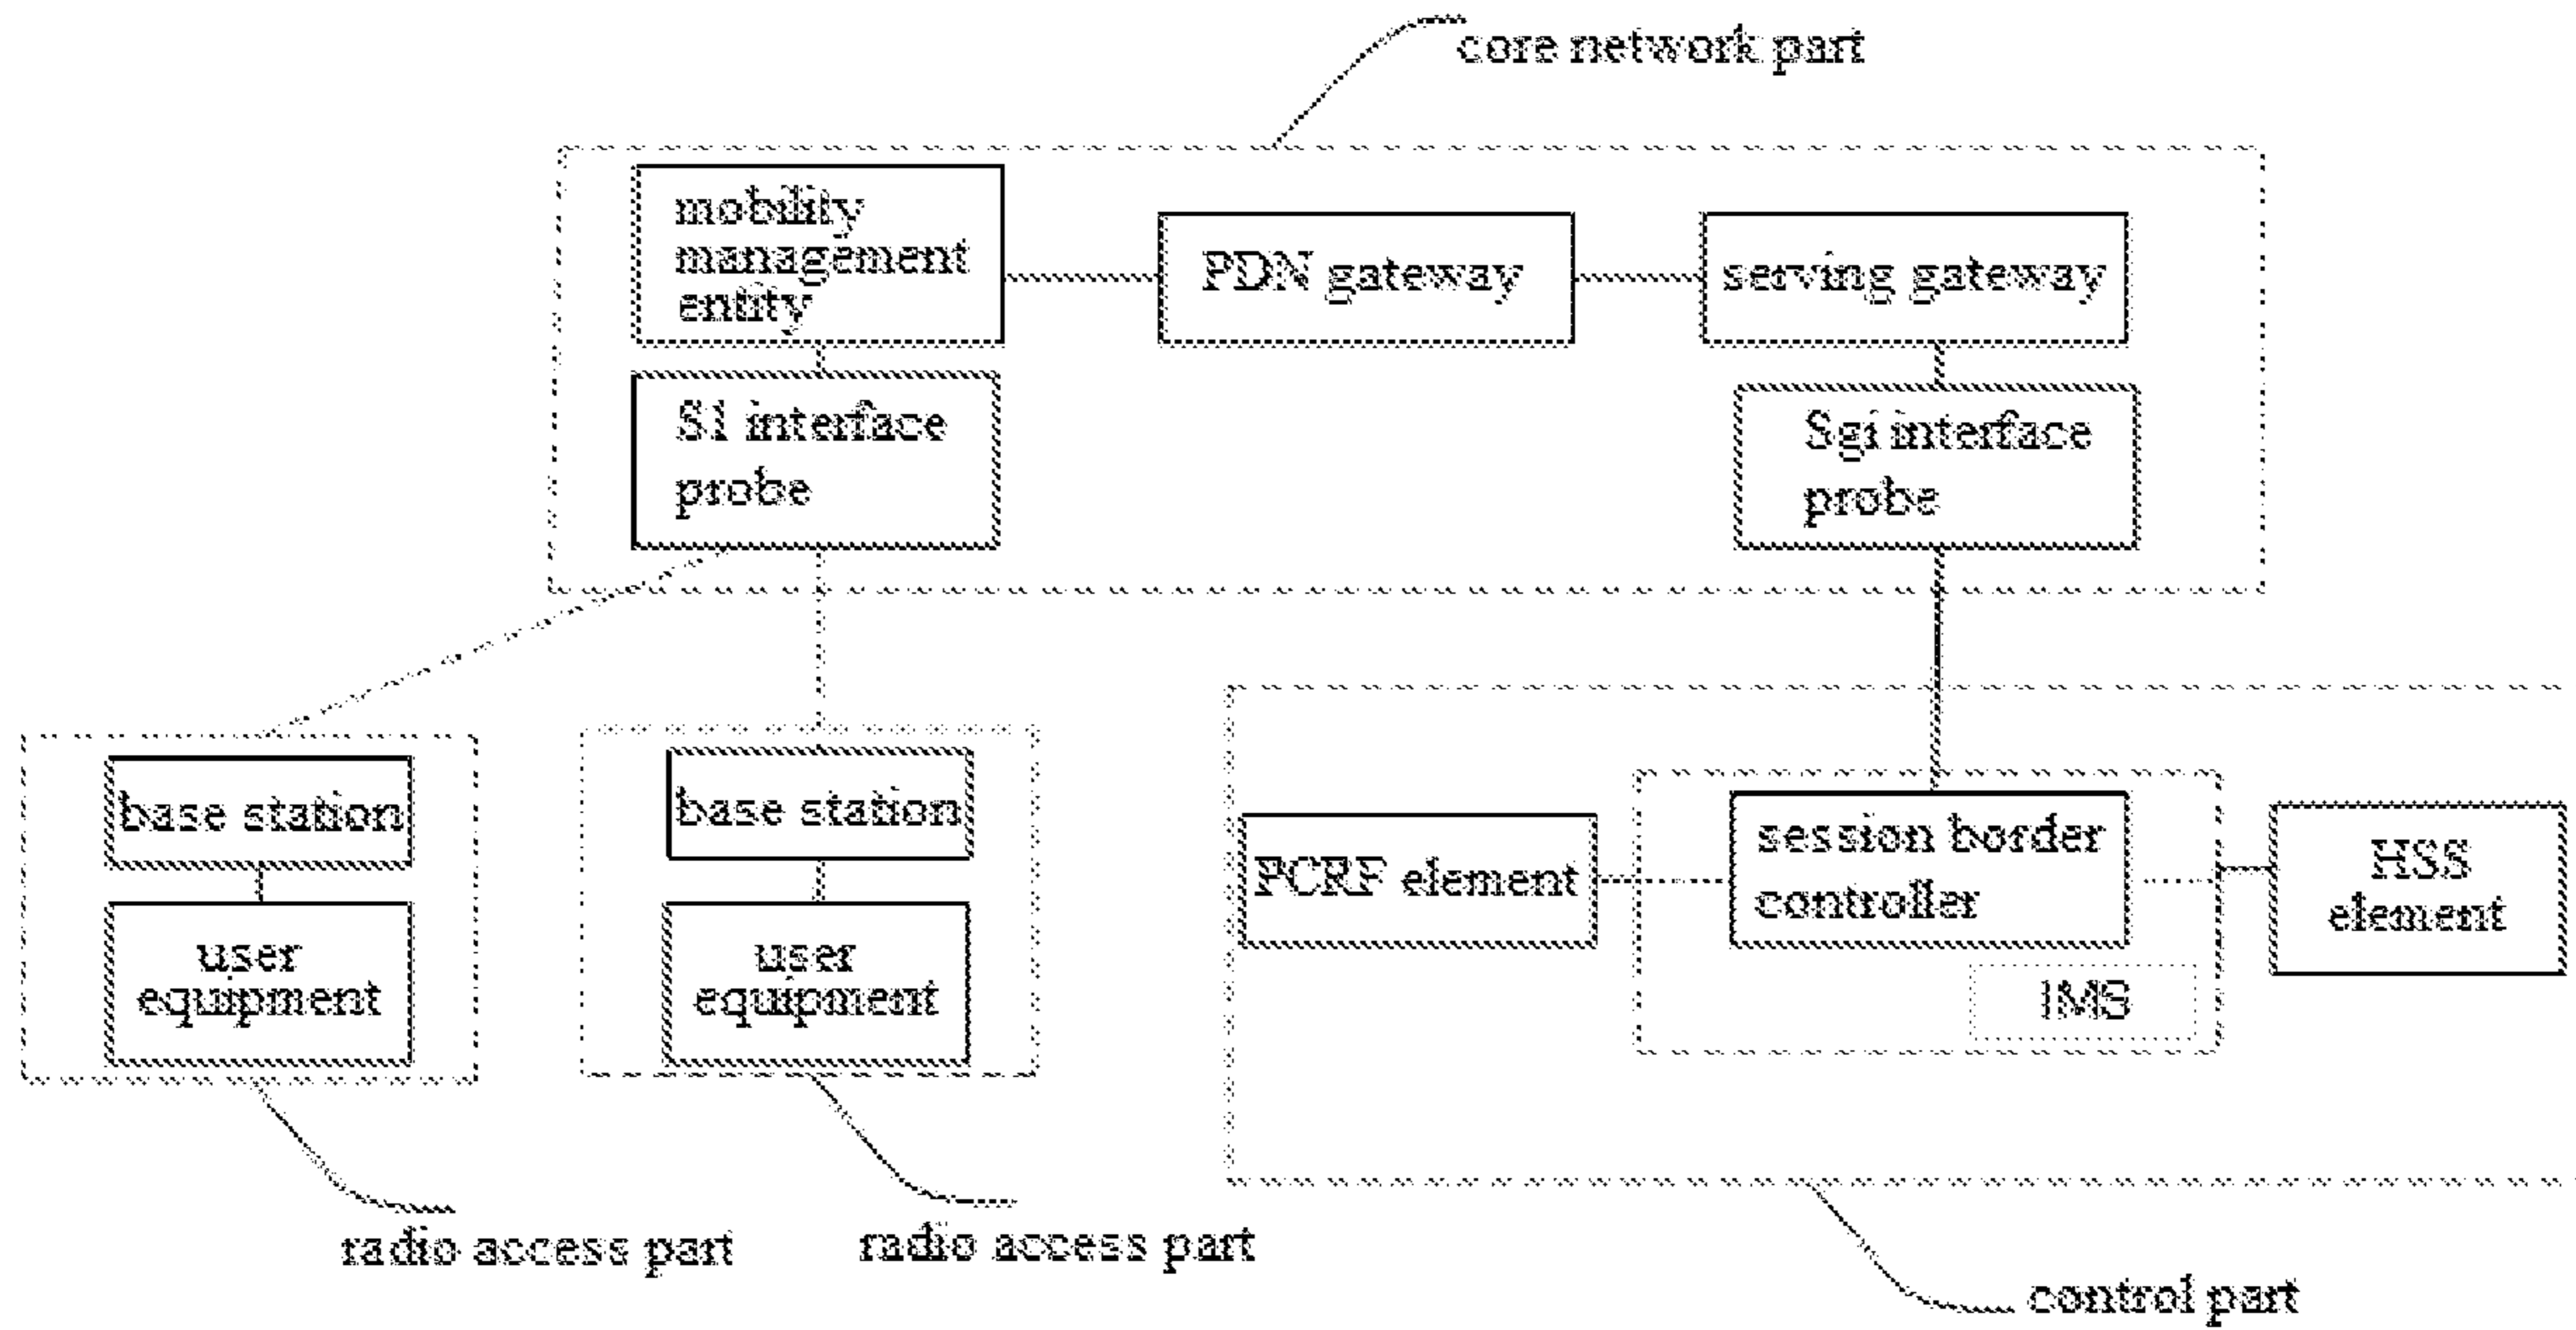 core network part
mobility
management
entity
PDN gateway
serving gateway
S1 interface
probe
Sgi interface
probe
base station
user
equipment
base station
user
equipment
PCRF element
session border
controller
IMS
HSS
element
radio access part
radio access part
control part